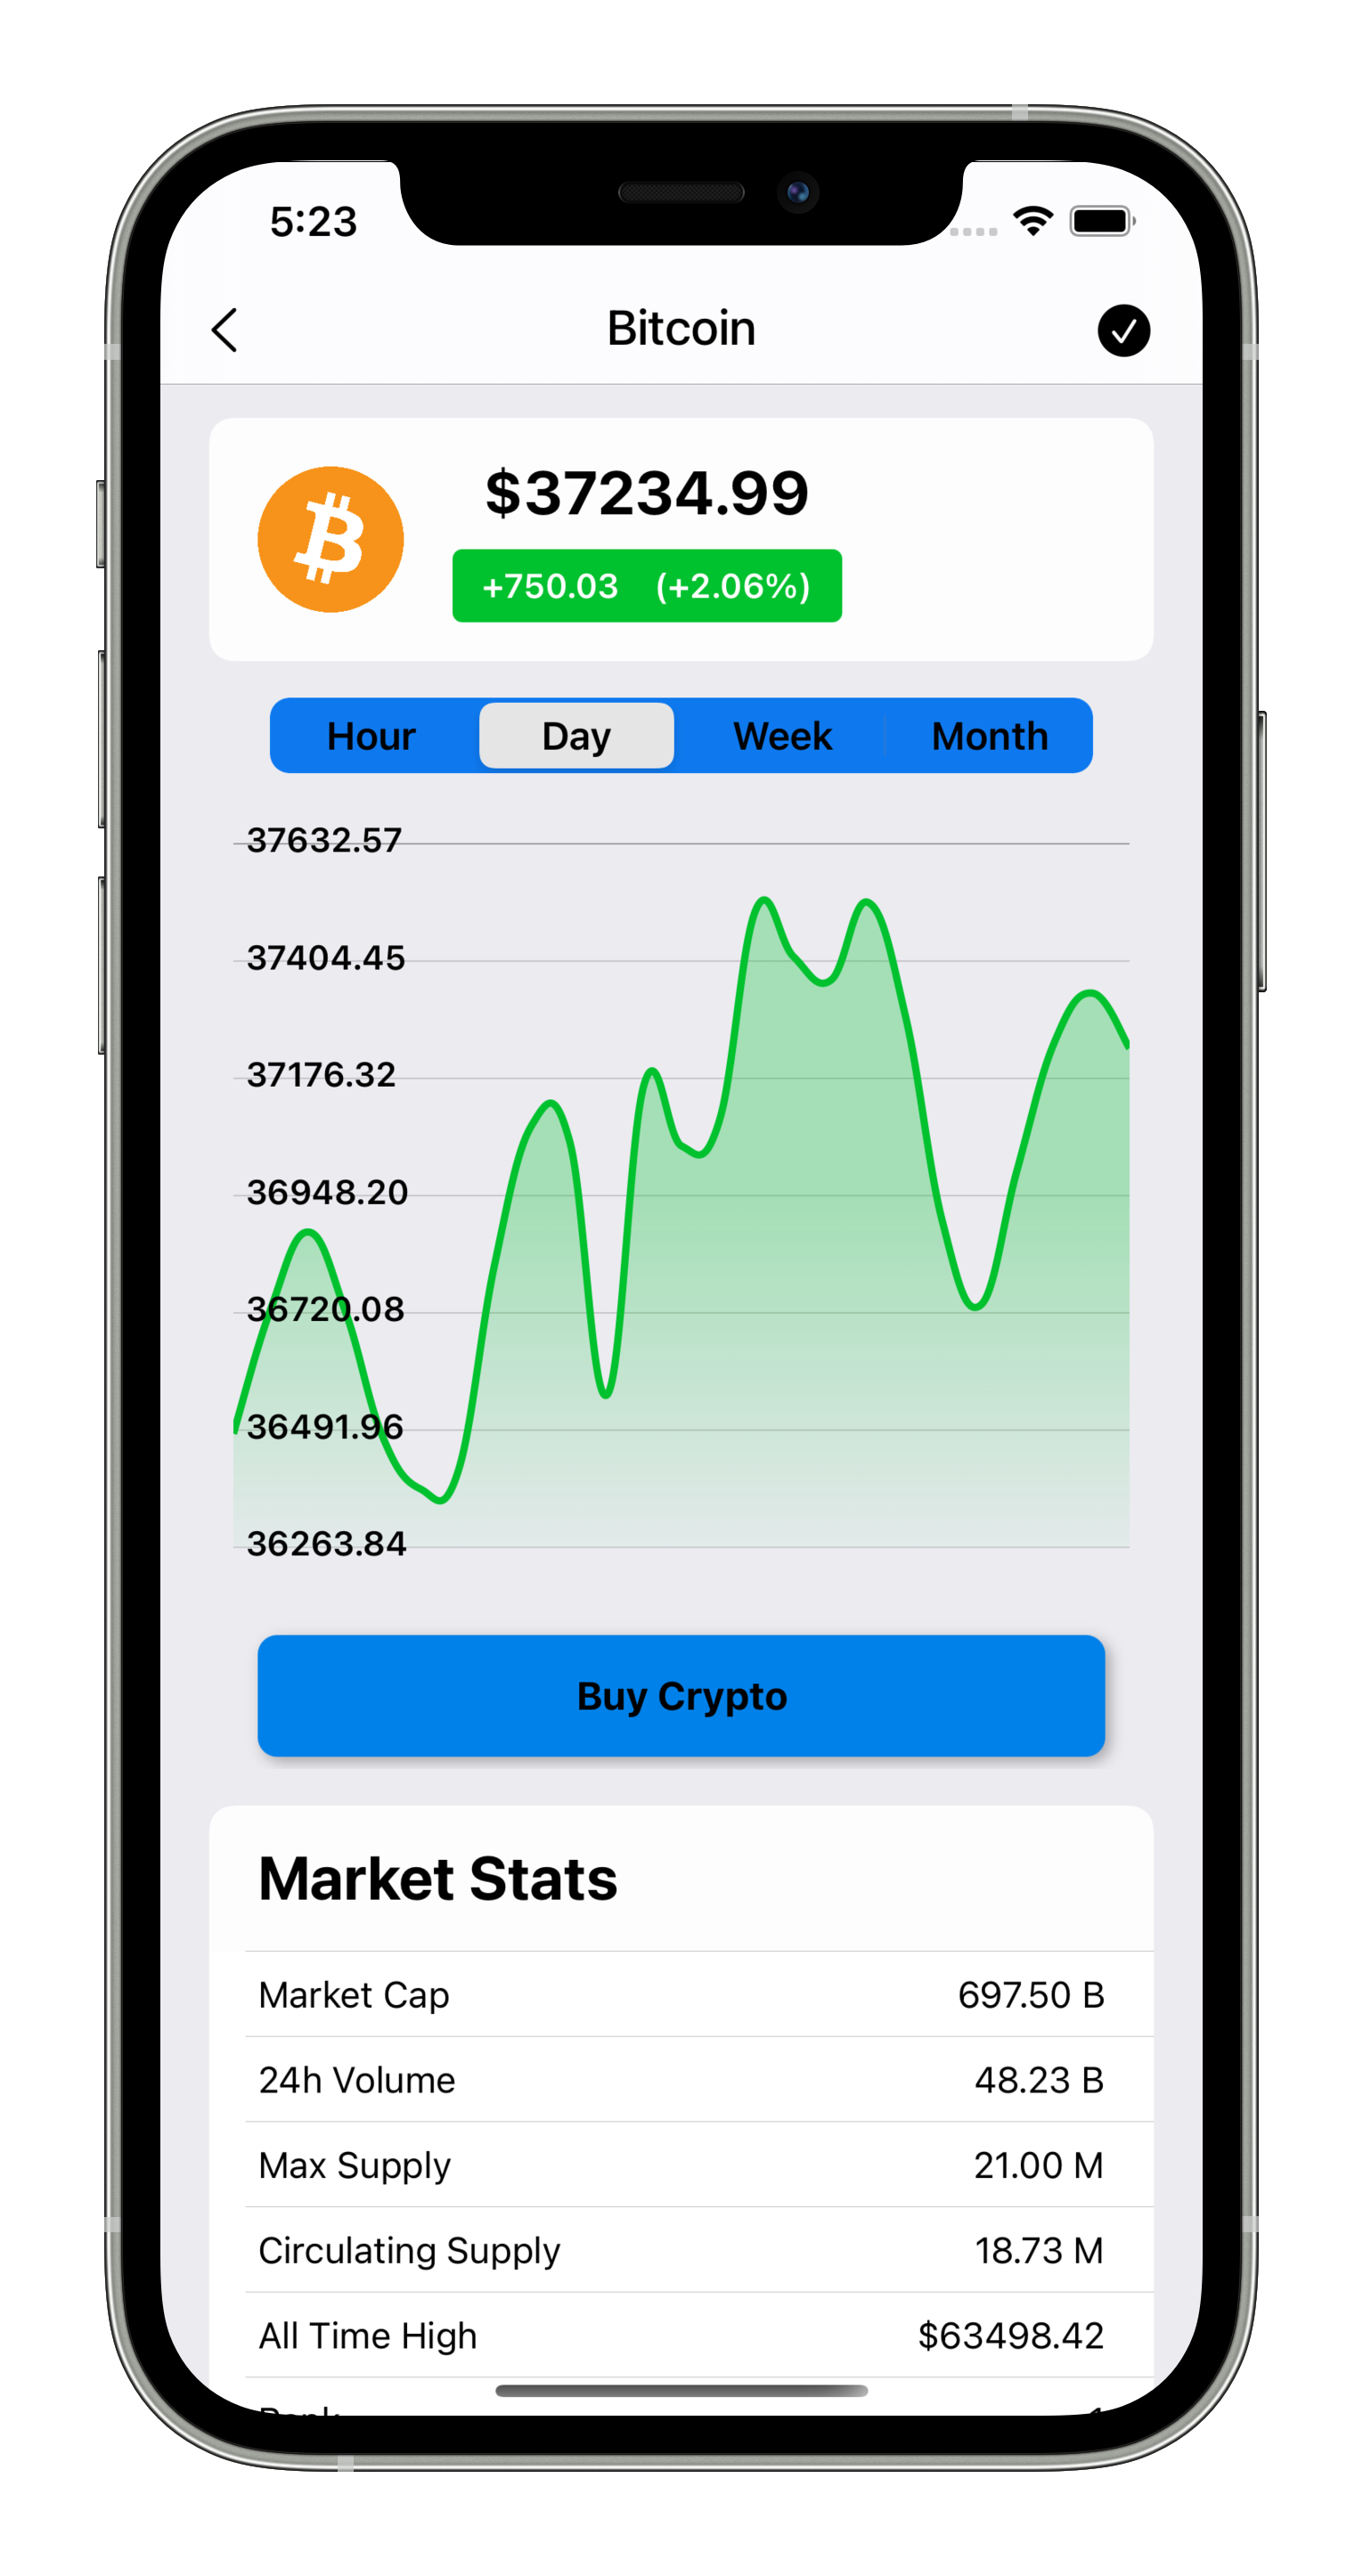 5:23
Bitcoin
$37234.99
+750.03 (+2.06%)
Hour Day Week Month
37632.57
37404.45
37176.32
36948.20
36720.08
36491.96
36263.84
Buy Crypto
Market Stats
Market Cap 697.50 B
24h Volume 48.23 B
Max Supply 21.00 M
Circulating Supply 18.73 M
All Time High $63498.42
Rank 1